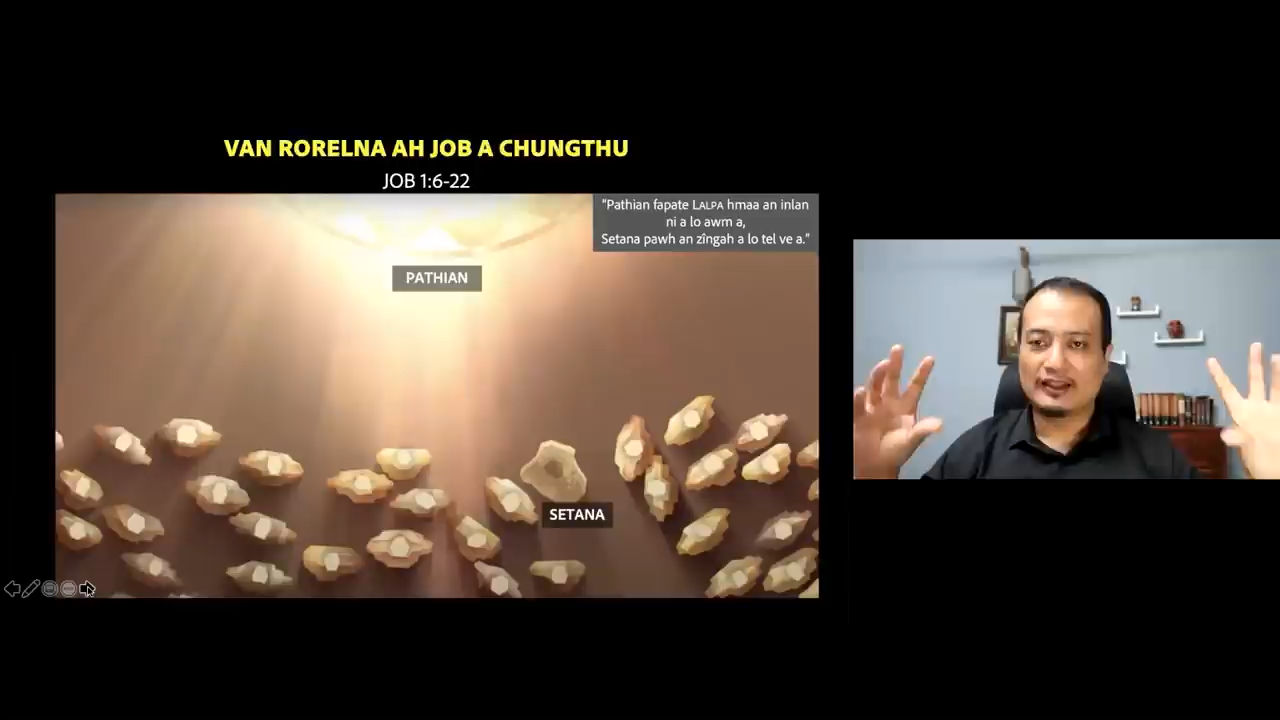 VAN RORELNA AH JOB A CHUNGTHU
JOB 1:6-22
“Pathian fapate LALPA hmaa an inlan
ni a lo awm a,
Setana pawh an zîngah a lo tel ve a.”
PATHIAN
SETANA